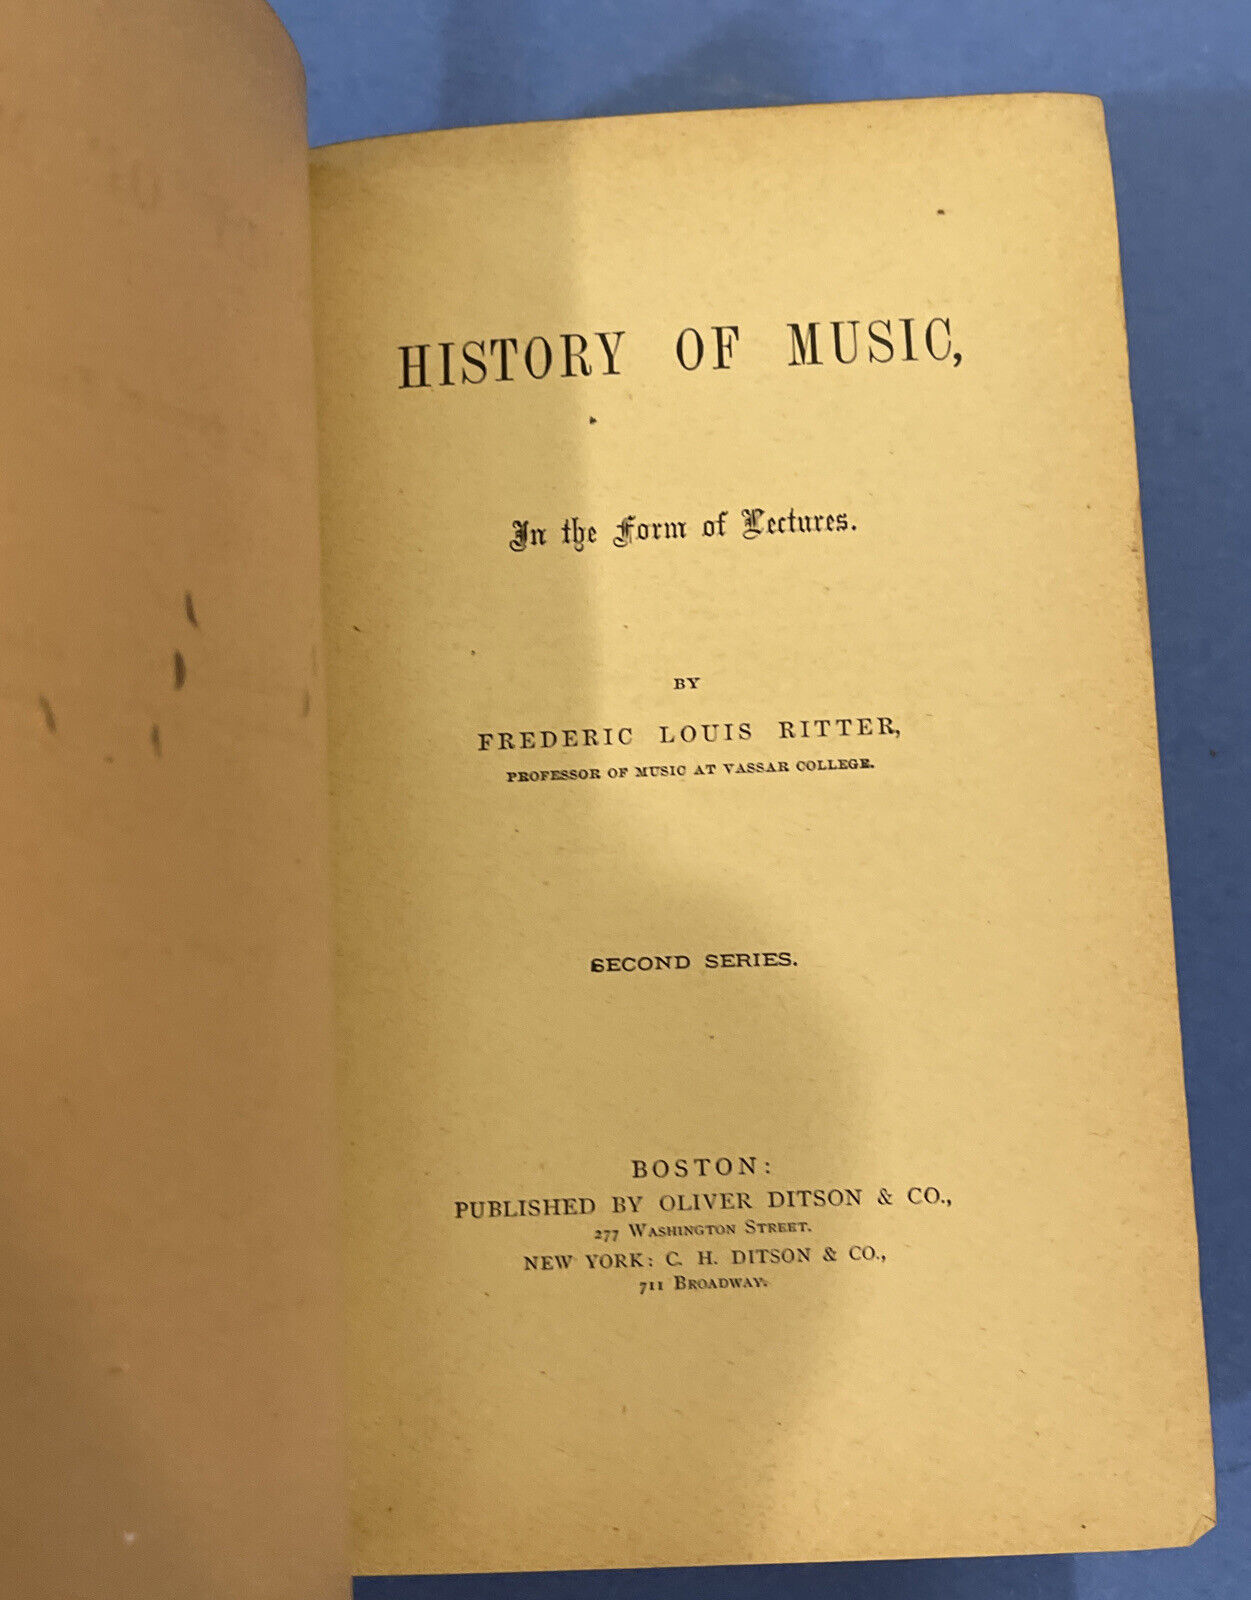 HISTORY OF MUSIC,
In the Form of Lectures.
BY
FREDERIC LOUIS RITTER,
PROFESSOR OF MUSIC AT VASSAR COLLEGE.
SECOND SERIES.
BOSTON:
PUBLISHED BY OLIVER DITSON & CO.,
277 WASHINGTON STREET.
NEW YORK: C. H. DITSON & CO.,
711 BROADWAY.